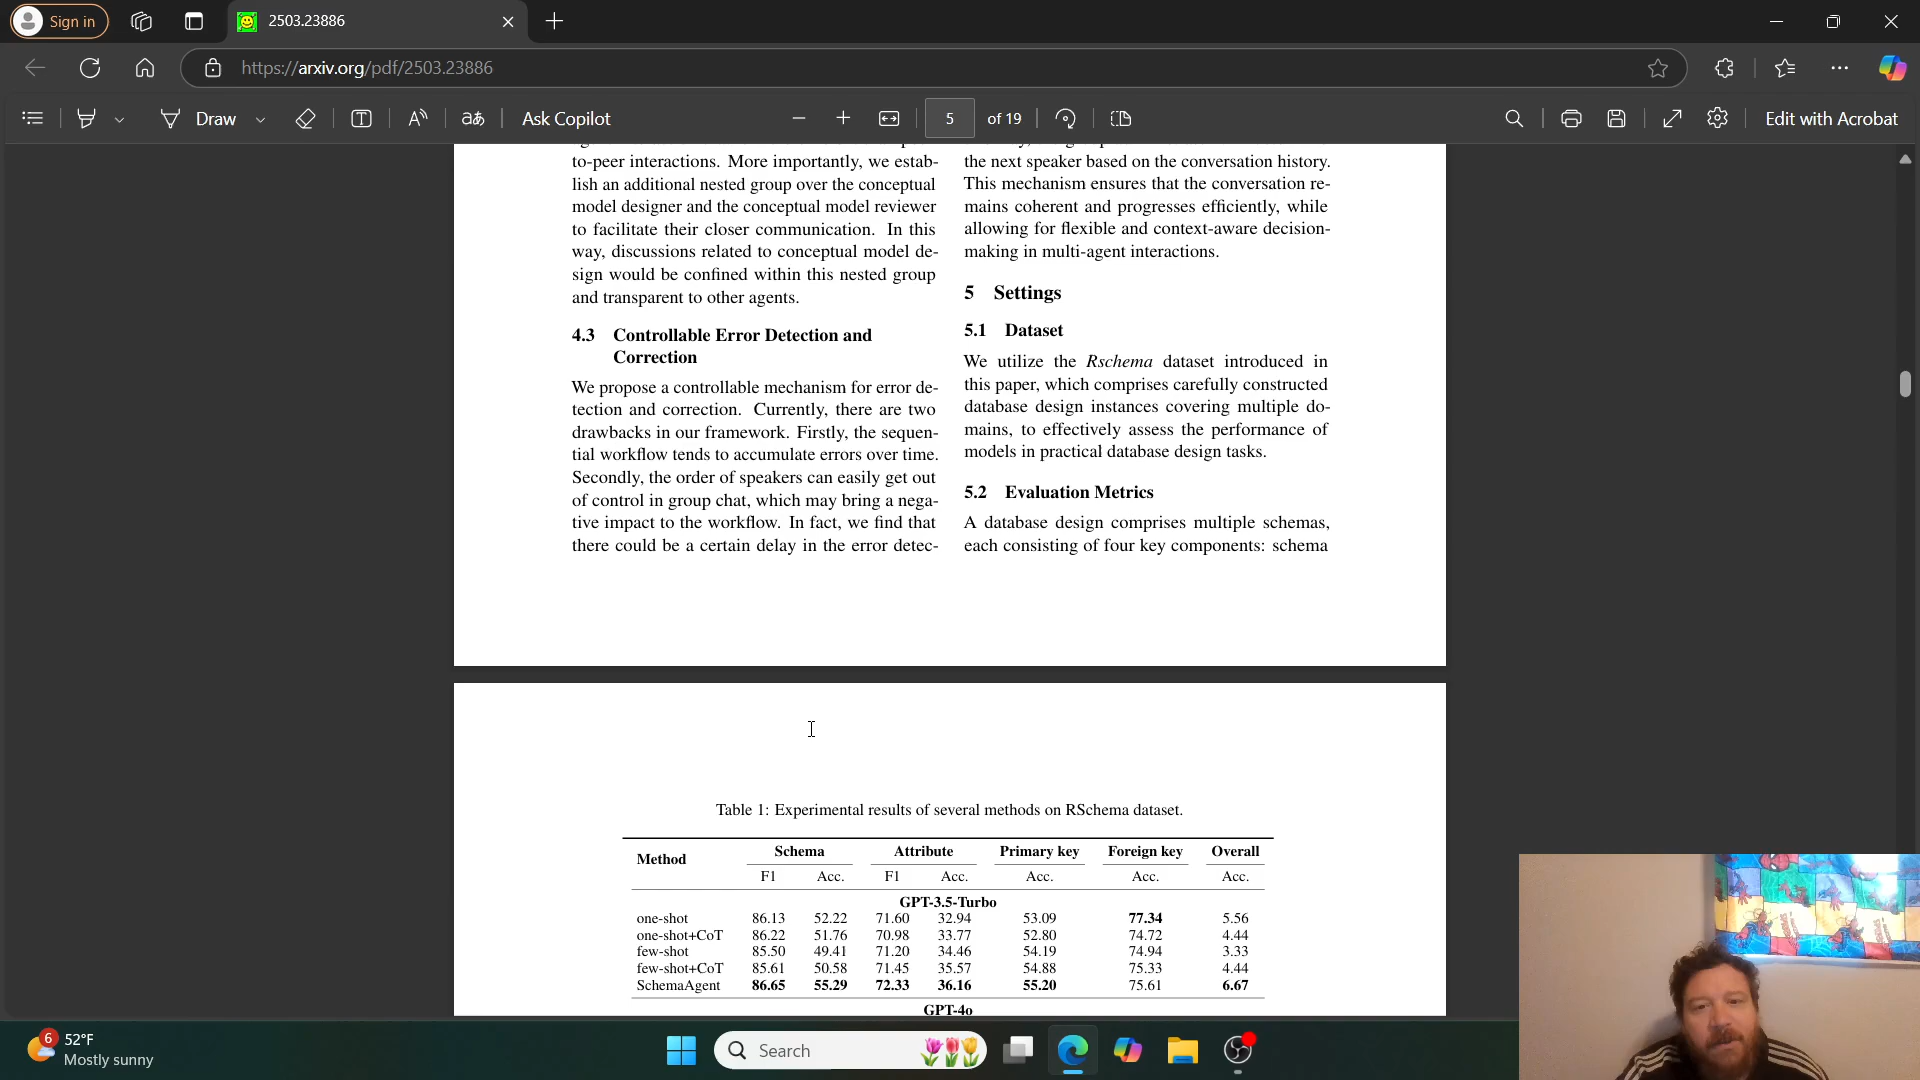 Sign in
2503.23886
https://arxiv.org/pdf/2503.23886
Draw
Ask Copilot
5
of 19
Edit with Acrobat
to-peer interactions. More importantly, we estab-
lish an additional nested group over the conceptual
model designer and the conceptual model reviewer
to facilitate their closer communication. In this
way, discussions related to conceptual model de-
sign would be confined within this nested group
and transparent to other agents.
4.3 Controllable Error Detection and
Correction
We propose a controllable mechanism for error de-
tection and correction. Currently, there are two
drawbacks in our framework. Firstly, the sequen-
tial workflow tends to accumulate errors over time.
Secondly, the order of speakers can easily get out
of control in group chat, which may bring a nega-
tive impact to the workflow. In fact, we find that
there could be a certain delay in the error detec-
the next speaker based on the conversation history.
This mechanism ensures that the conversation re-
mains coherent and progresses efficiently, while
allowing for flexible and context-aware decision-
making in multi-agent interactions.
5 Settings
5.1 Dataset
We utilize the Rschema dataset introduced in
this paper, which comprises carefully constructed
database design instances covering multiple do-
mains, to effectively assess the performance of
models in practical database design tasks.
5.2 Evaluation Metrics
A database design comprises multiple schemas,
each consisting of four key components: schema
Table 1: Experimental results of several methods on RSchema dataset.
Method Schema Attribute Primary key Foreign key Overall
F1 Acc. F1 Acc. Acc. Acc. Acc.
GPT-3.5-Turbo
one-shot 86.13 52.22 71.60 32.94 53.09 77.34 5.56
one-shot+CoT 86.22 51.76 70.98 33.77 52.80 74.72 4.44
few-shot 85.50 49.41 71.20 34.46 54.19 74.94 3.33
few-shot+CoT 85.61 50.58 71.45 35.57 54.88 75.33 4.44
SchemaAgent 86.65 55.29 72.33 36.16 55.20 75.61 6.67
GPT-4o
6
52°F
Mostly sunny
Search